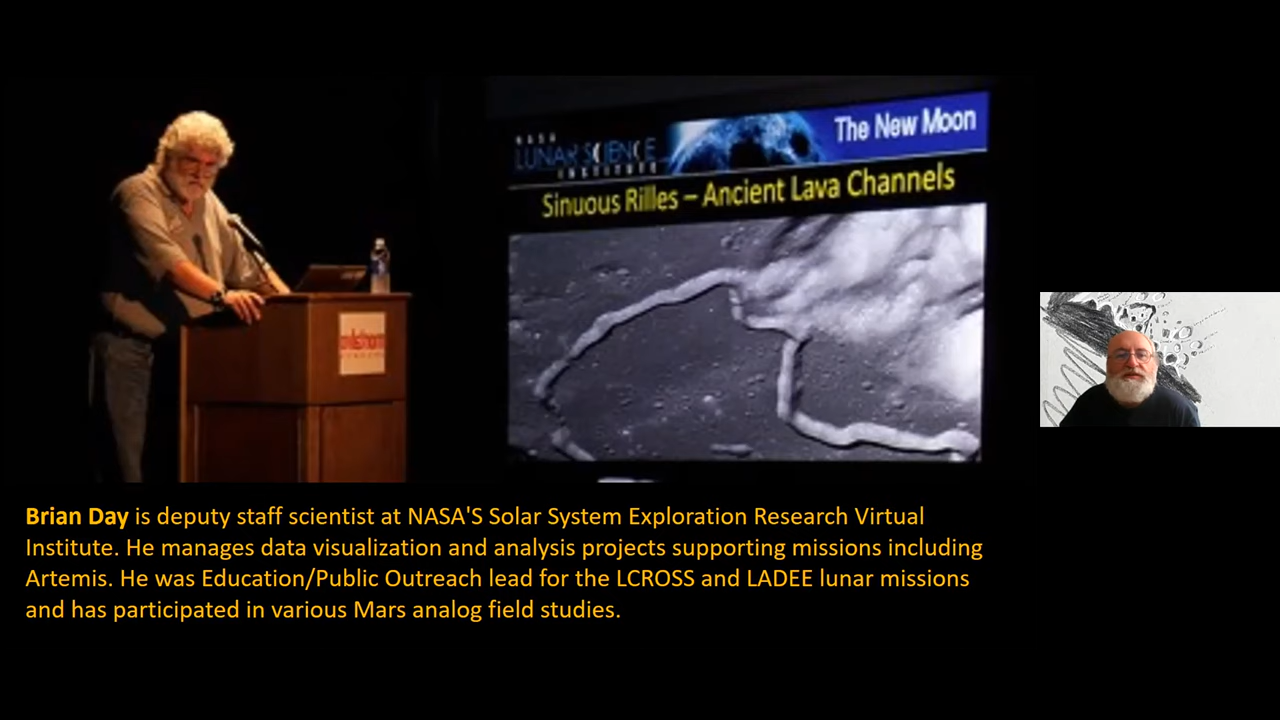 NASA
LUNAR SCIENCE
INSTITUTE
The New Moon
Sinuous Rilles – Ancient Lava Channels
Brian Day is deputy staff scientist at NASA'S Solar System Exploration Research Virtual
Institute. He manages data visualization and analysis projects supporting missions including
Artemis. He was Education/Public Outreach lead for the LCROSS and LADEE lunar missions
and has participated in various Mars analog field studies.